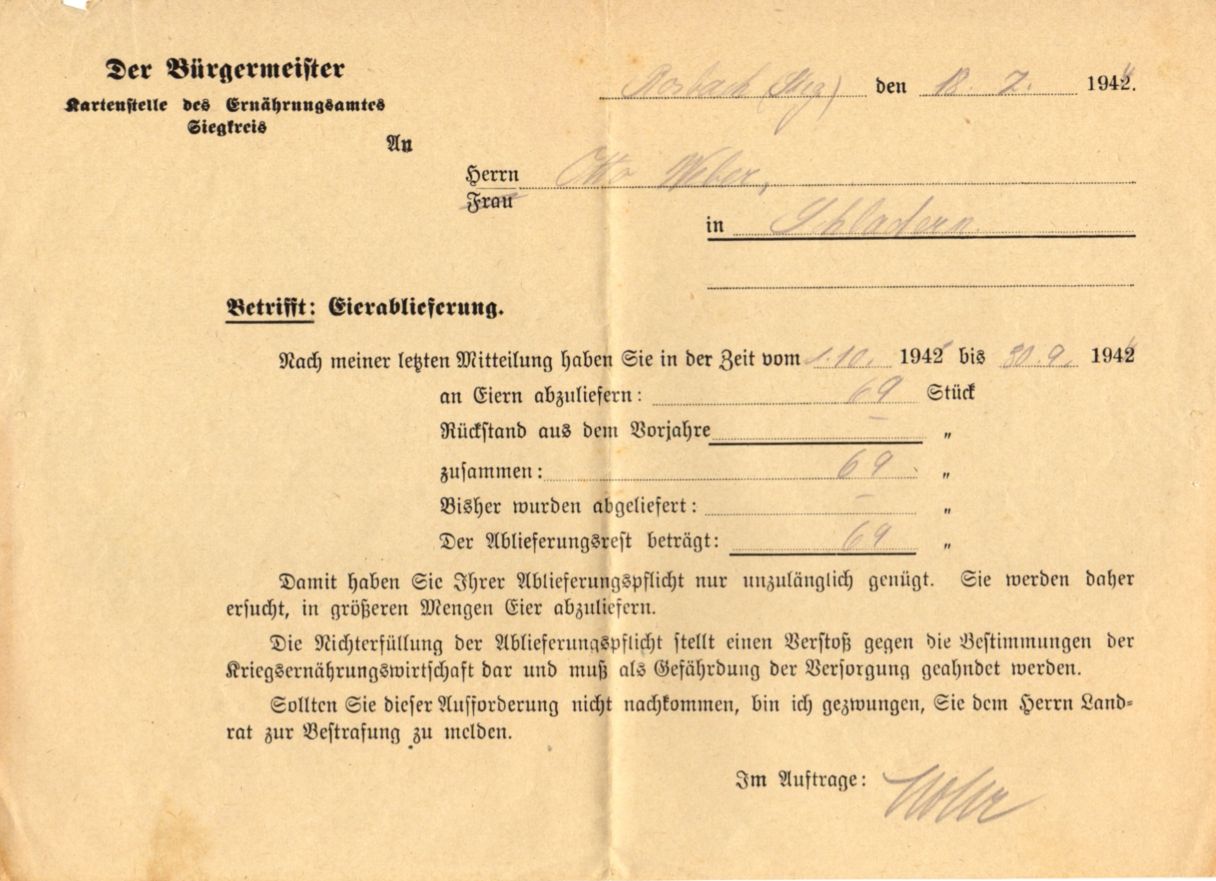 Der Bürgermeister
Kartenstelle des Ernährungsamtes
Siegkreis
Rosbach (Sieg) den 18. 7. 1944.
An
Herrn Otto Weber,
Frau
in Schladern
Betrifft: Eierablieferung.
Nach meiner letzten Mitteilung haben Sie in der Zeit vom 1.10. 194 bis 30.9. 1944
an Eiern abzuliefern: 69 Stück
Rückstand aus dem Vorjahre – "
zusammen: 69 "
Bisher wurden abgeliefert: – "
Der Ablieferungsrest beträgt: 69 "
Damit haben Sie Ihrer Ablieferungspflicht nur unzulänglich genügt. Sie werden daher
ersucht, in größeren Mengen Eier abzuliefern.
Die Nichterfüllung der Ablieferungspflicht stellt einen Verstoß gegen die Bestimmungen der
Kriegsernährungswirtschaft dar und muß als Gefährdung der Versorgung geahndet werden.
Sollten Sie dieser Aufforderung nicht nachkommen, bin ich gezwungen, Sie dem Herrn Land-
rat zur Bestrafung zu melden.
Im Auftrage: